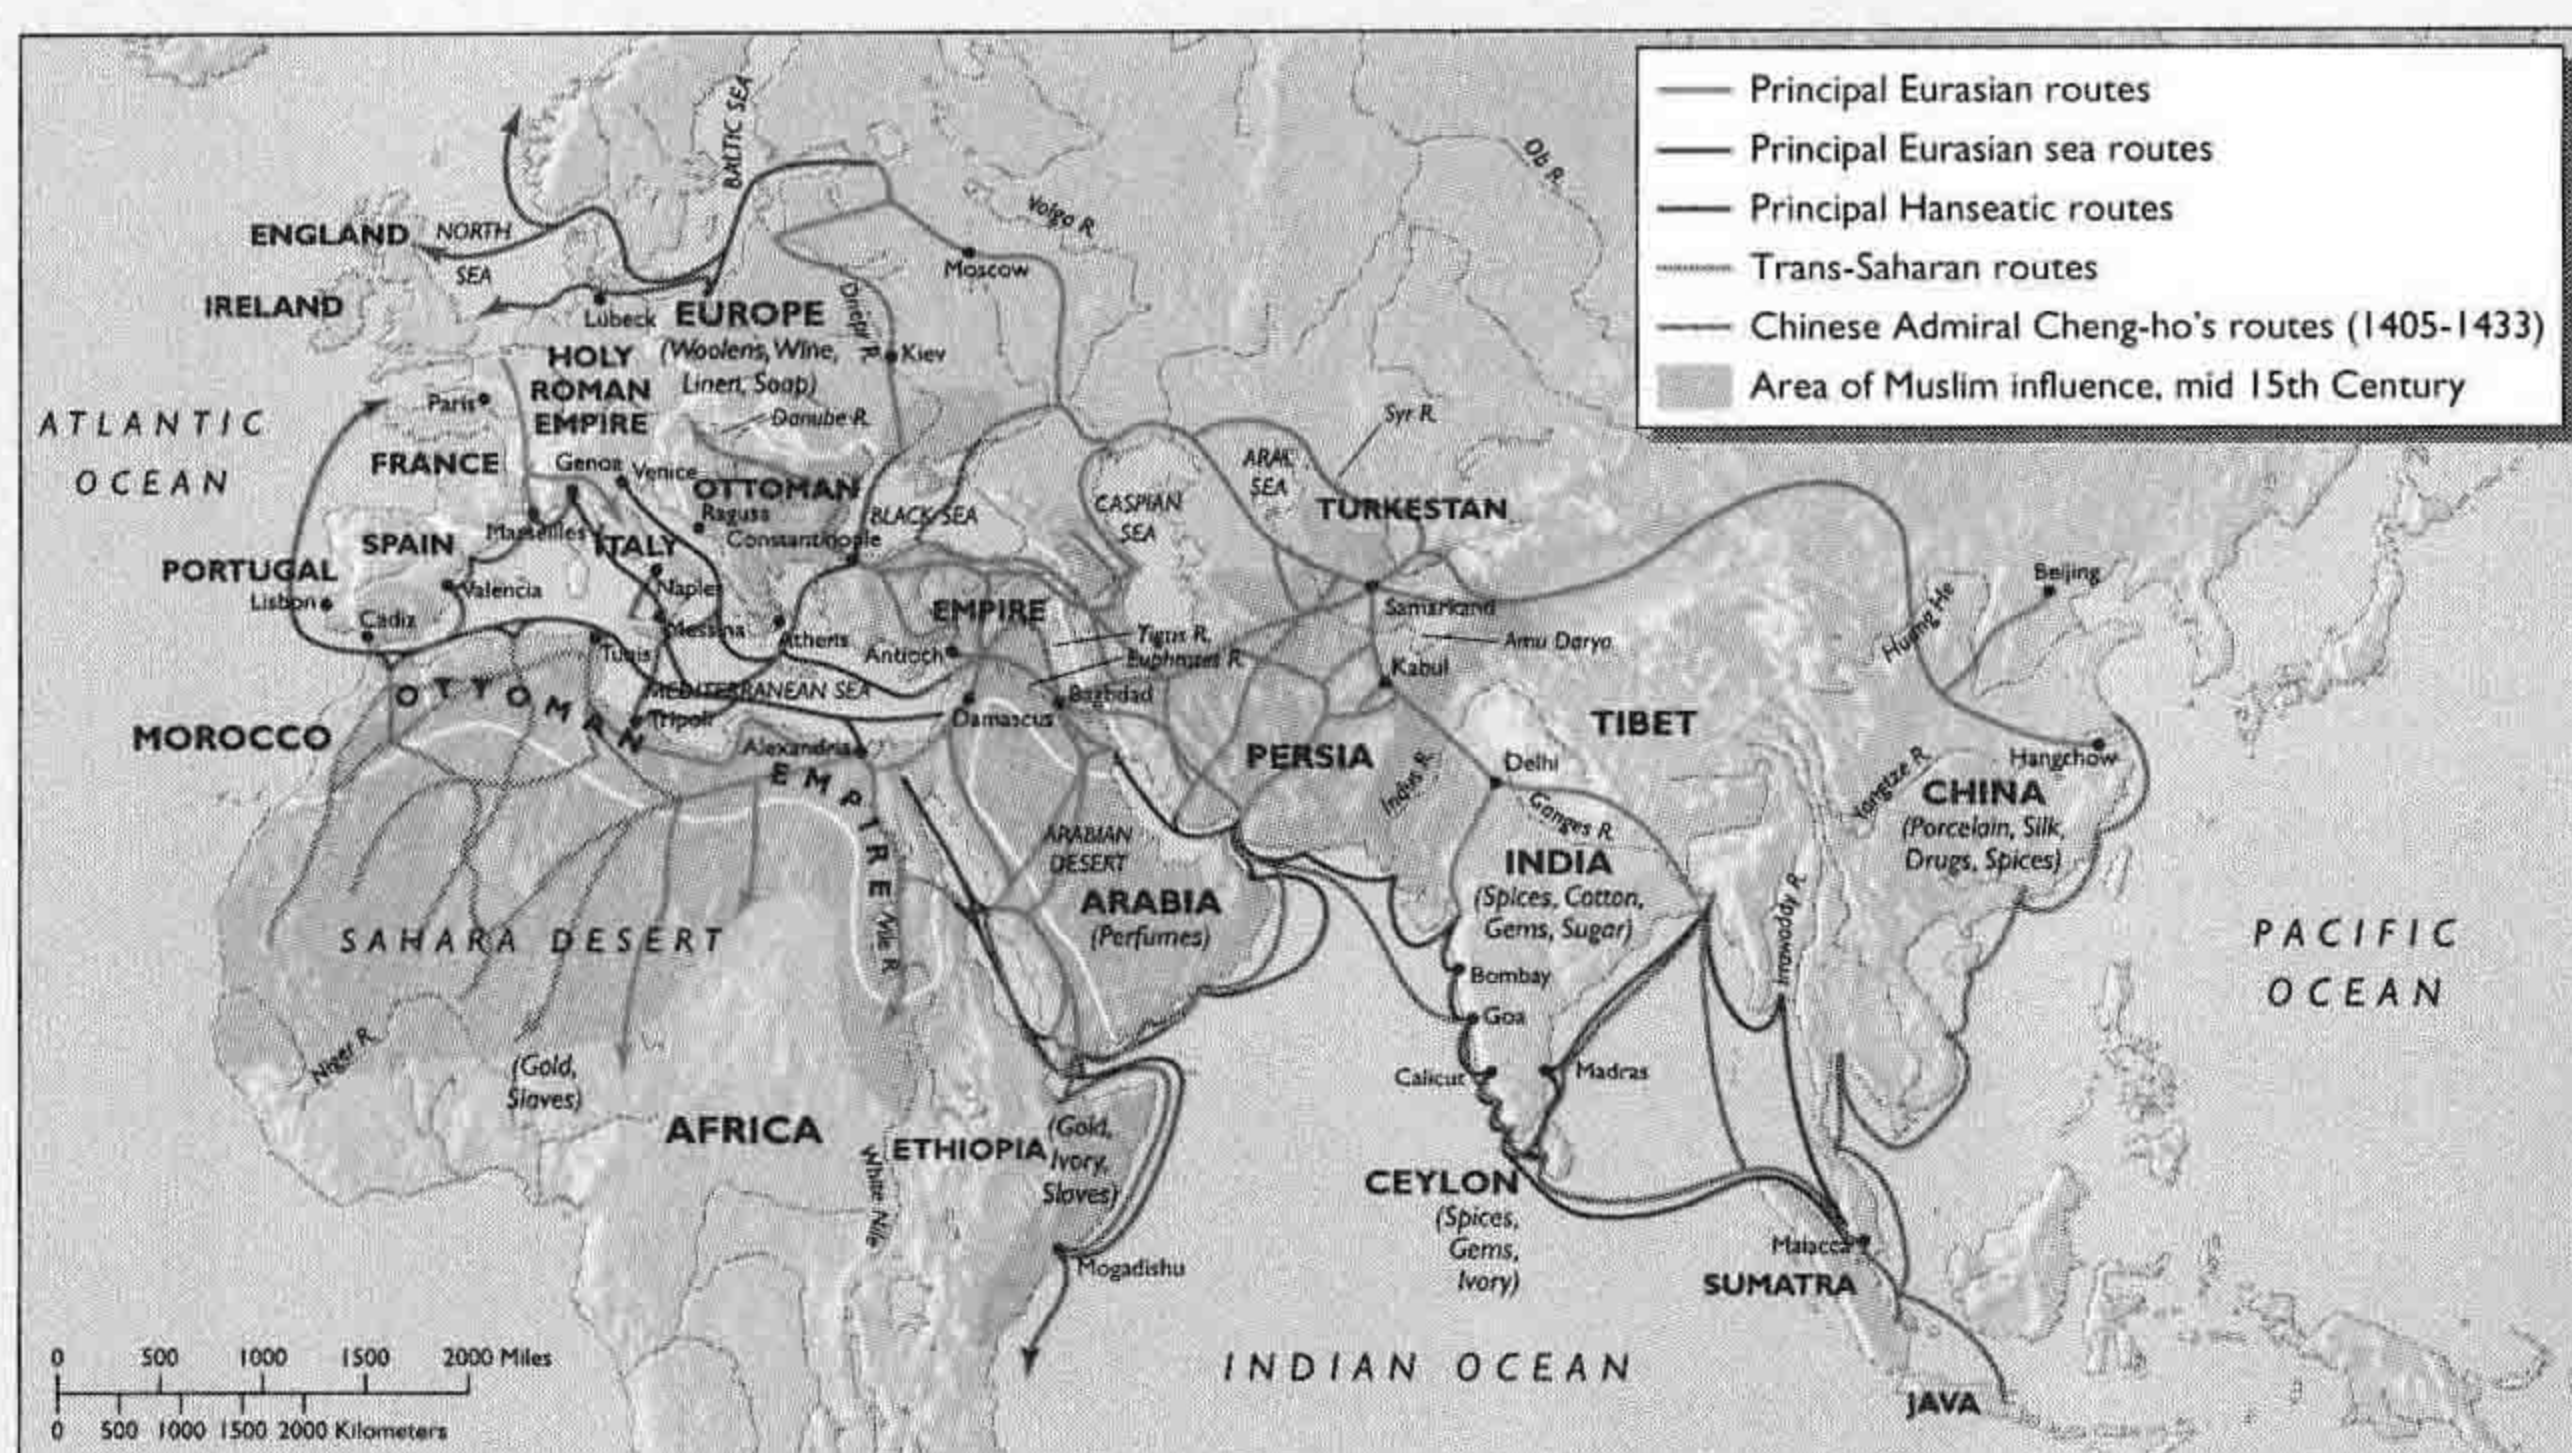 Principal Eurasian routes
Principal Eurasian sea routes
Principal Hanseatic routes
Trans-Saharan routes
Chinese Admiral Cheng-ho's routes (1405-1433)
Area of Muslim influence, mid 15th Century
BALTIC SEA
Ob R.
Volga R.
ENGLAND
NORTH
SEA
Moscow
IRELAND
Lübeck
EUROPE
(Woolens, Wine,
Linen, Soap)
Dniepr R.
Kiev
HOLY
ROMAN
EMPIRE
Paris
Danube R.
Syr R.
ATLANTIC
OCEAN
FRANCE
Genoa
Venice
OTTOMAN
Ragusa
Constantinople
BLACK SEA
CASPIAN
SEA
ARAL
SEA
TURKESTAN
SPAIN
Marseilles
ITALY
PORTUGAL
Lisbon
Valencia
Naples
Cadiz
Messina
Athens
EMPIRE
Antioch
Tigris R.
Euphrates R.
Samarkand
Amu Darya
Huang He
Beijing
Tunis
Kabul
MEDITERRANEAN SEA
Baghdad
Damascus
OTTOMAN
Tripoli
MOROCCO
Alexandria
EMPIRE
PERSIA
TIBET
Indus R.
Delhi
Ganges R.
Hangchow
Yangtze R.
CHINA
(Porcelain, Silk,
Drugs, Spices)
ARABIAN
DESERT
ARABIA
(Perfumes)
INDIA
(Spices, Cotton,
Gems, Sugar)
Irrawaddy R.
SAHARA DESERT
Nile R.
PACIFIC
OCEAN
Bombay
Goa
Niger R.
(Gold,
Slaves)
Calicut
Madras
AFRICA
White Nile
ETHIOPIA
(Gold,
Ivory,
Slaves)
CEYLON
(Spices,
Gems,
Ivory)
Mogadishu
Malacca
SUMATRA
INDIAN OCEAN
JAVA
0 500 1000 1500 2000 Miles
0 500 1000 1500 2000 Kilometers